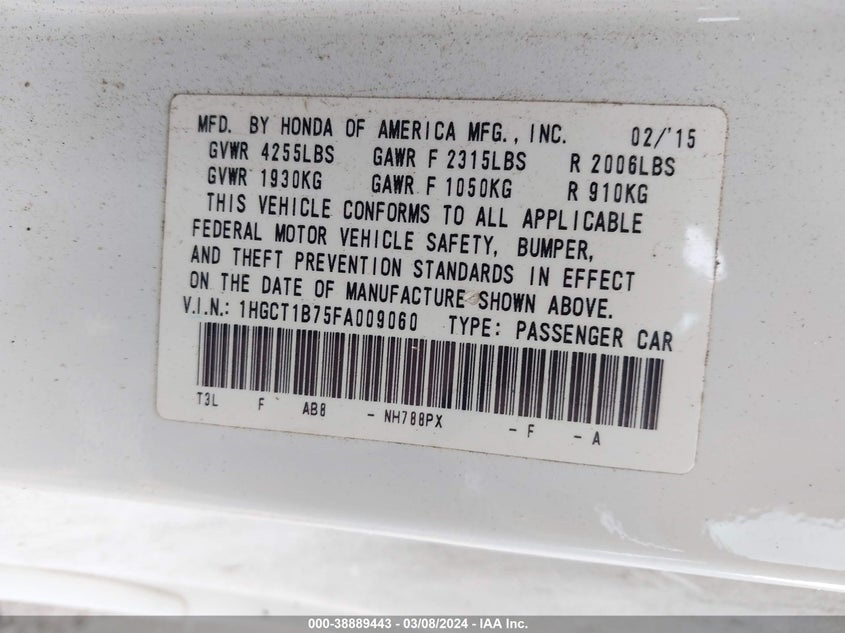 MFD. BY HONDA OF AMERICA MFG., INC. 02/'15
GVWR 4255LBS GAWR F 2315LBS R 2006LBS
GVWR 1930KG GAWR F 1050KG R 910KG
THIS VEHICLE CONFORMS TO ALL APPLICABLE
FEDERAL MOTOR VEHICLE SAFETY, BUMPER,
AND THEFT PREVENTION STANDARDS IN EFFECT
ON THE DATE OF MANUFACTURE SHOWN ABOVE.
V.I.N.: 1HGCT1B75FA009060 TYPE: PASSENGER CAR
T3L F AB8 - NH788PX - F - A
000-38889443 - 03/08/2024 - IAA Inc.